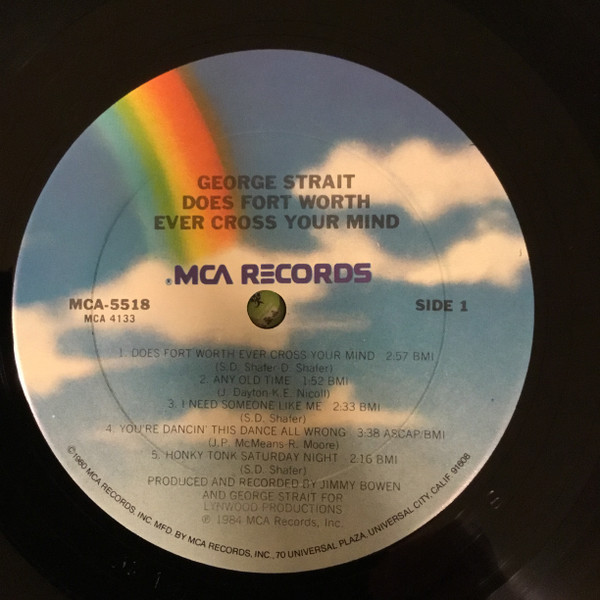 GEORGE STRAIT
DOES FORT WORTH
EVER CROSS YOUR MIND
®MCA RECORDS
MCA-5518
MCA 4133
SIDE 1
1. DOES FORT WORTH EVER CROSS YOUR MIND 2:57 BMI
(S.D. Shafer-D. Shafer)
2. ANY OLD TIME 1:52 BMI
(J. Dayton-K.E. Nicoll)
3. I NEED SOMEONE LIKE ME 2:33 BMI
(S.D. Shafer)
4. YOU'RE DANCIN' THIS DANCE ALL WRONG 3:38 ASCAP/BMI
(J.P. McMeans-R. Moore)
5. HONKY TONK SATURDAY NIGHT 2:16 BMI
(S.D. Shafer)
PRODUCED AND RECORDED BY JIMMY BOWEN
AND GEORGE STRAIT FOR
LYNWOOD PRODUCTIONS
℗ 1984 MCA Records, Inc.
©1980 MCA RECORDS, INC. MFD. BY MCA RECORDS, INC., 70 UNIVERSAL PLAZA, UNIVERSAL CITY, CALIF. 91608